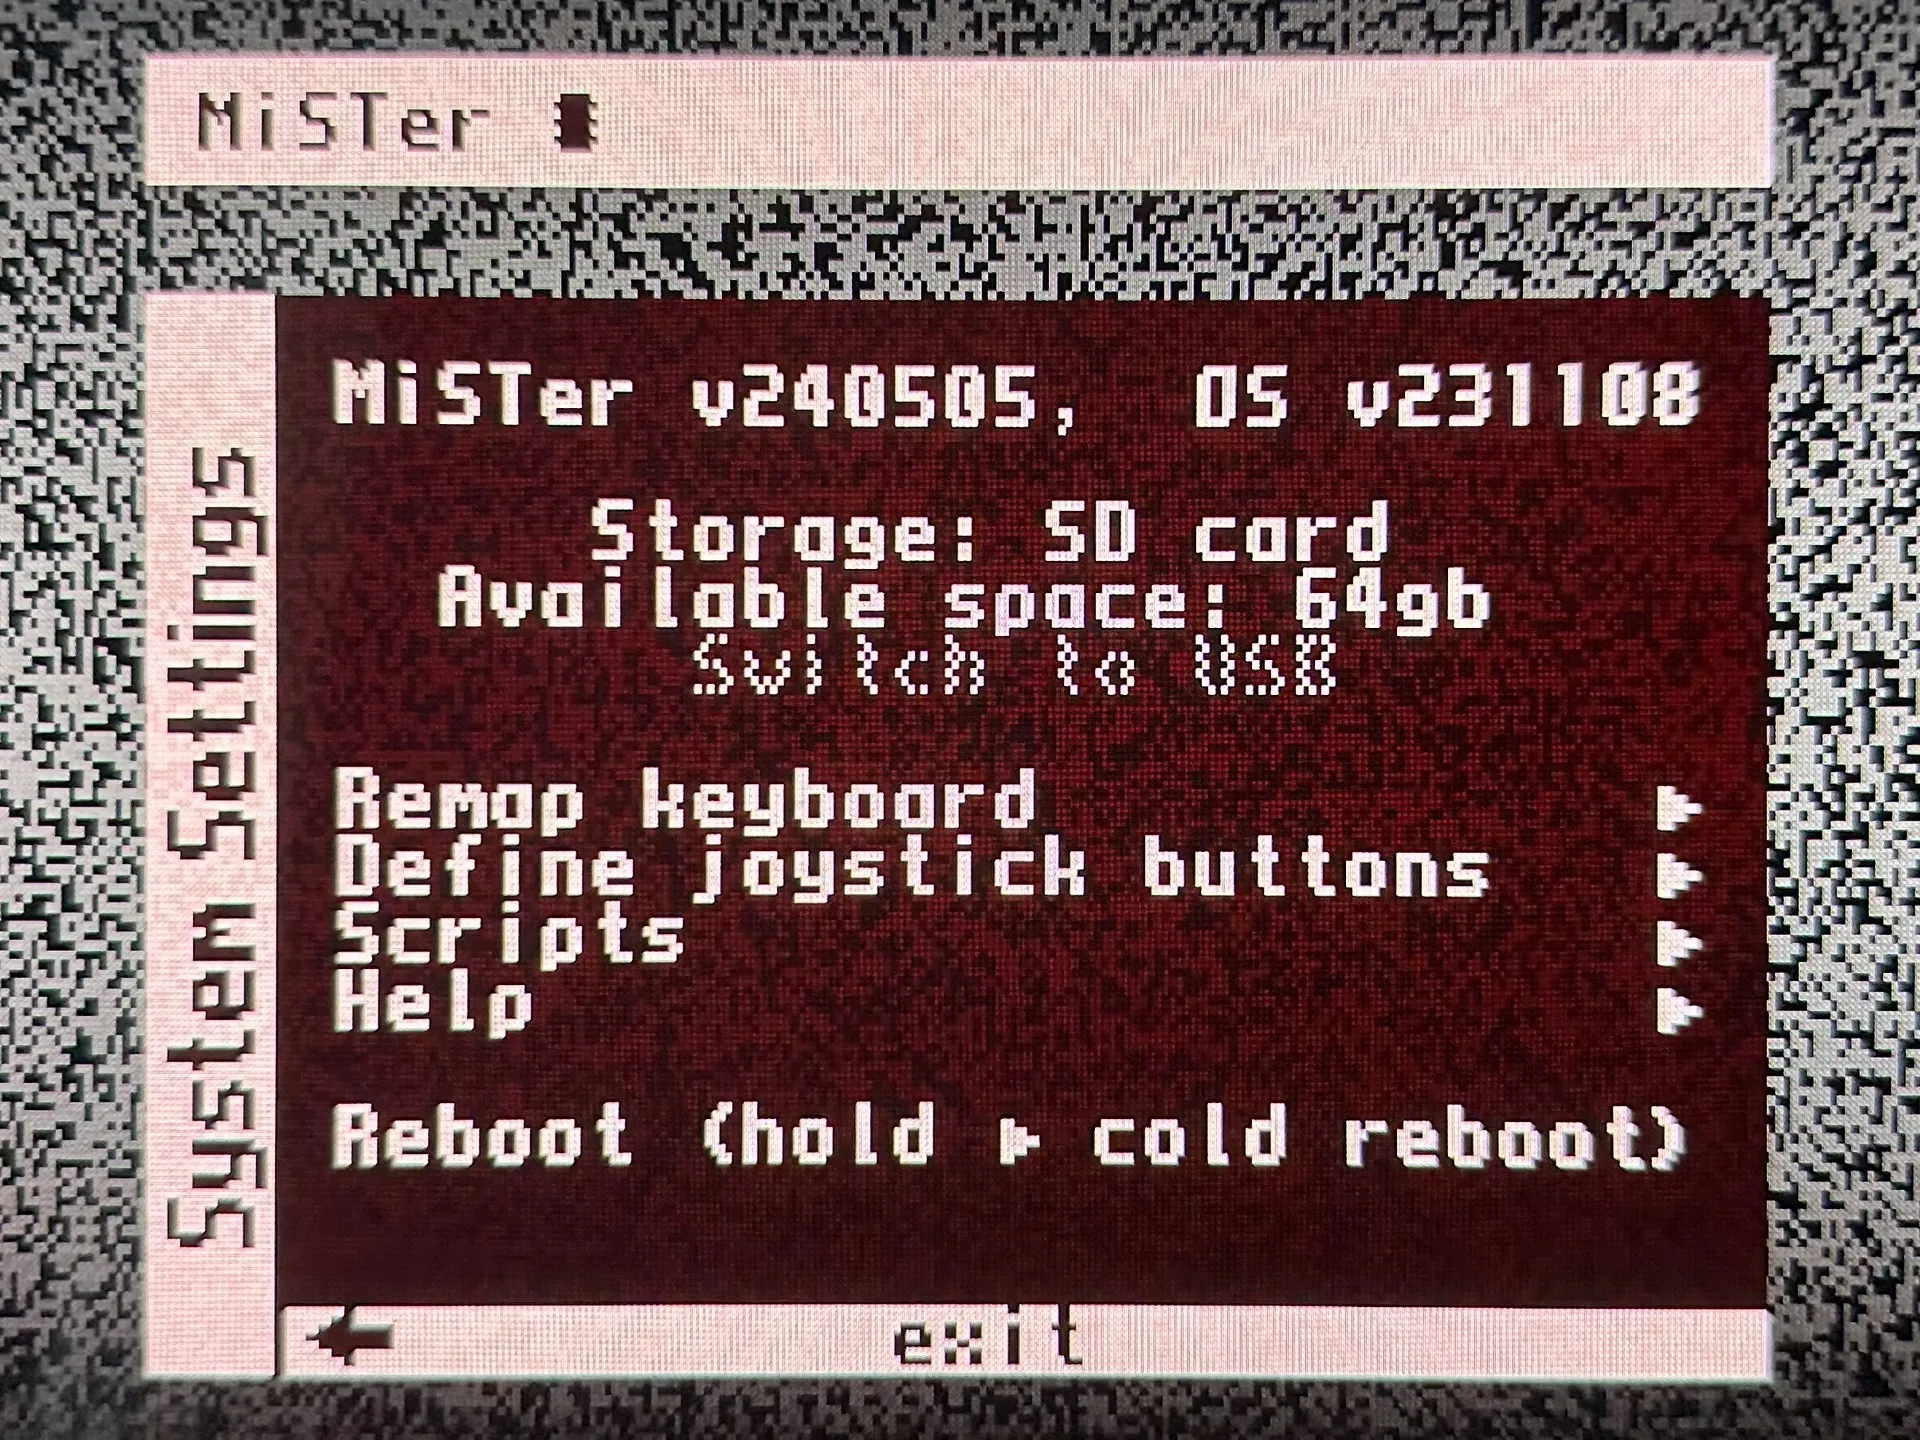 MiSTer
System Settings
MiSTer v240505, OS v231108
Storage: SD card
Available space: 64gb
Switch to USB
Remap keyboard ►
Define joystick buttons ►
Scripts ►
Help ►
Reboot (hold ► cold reboot)
← exit